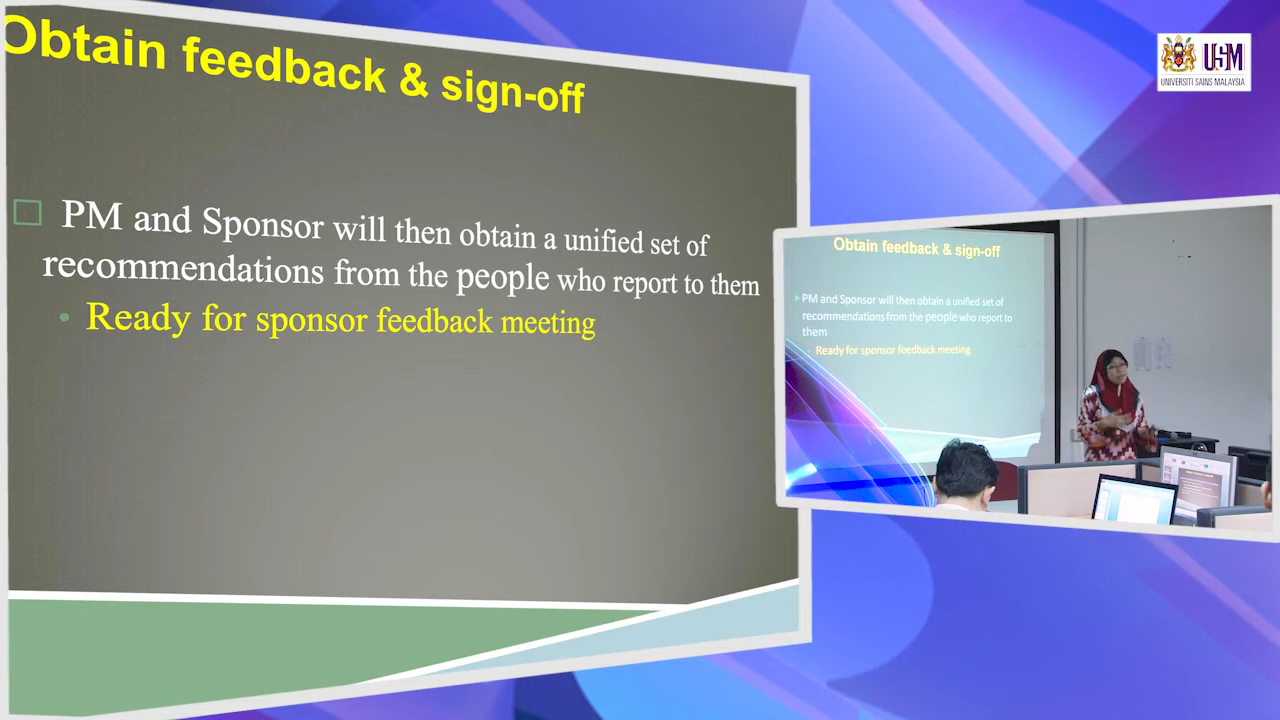 Obtain feedback & sign-off
PM and Sponsor will then obtain a unified set of
recommendations from the people who report to them
Ready for sponsor feedback meeting
USM
UNIVERSITI SAINS MALAYSIA
Obtain feedback & sign-off
PM and Sponsor will then obtain a unified set of
recommendations from the people who report to
them
Ready for sponsor feedback meeting